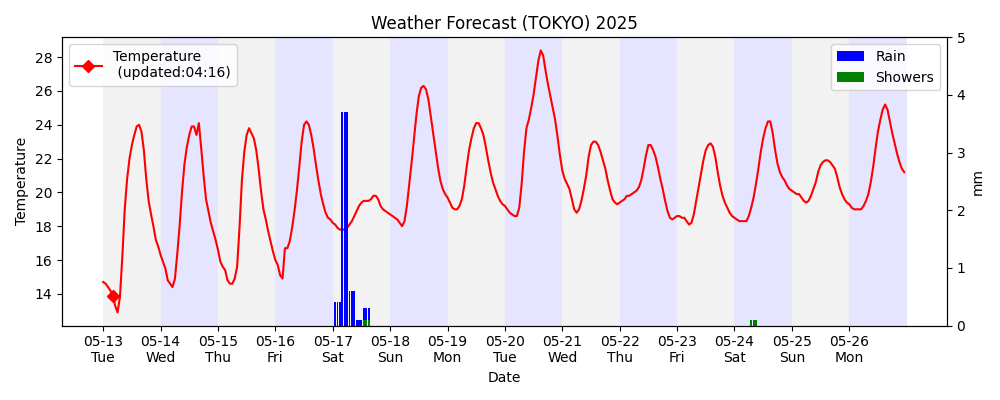 Weather Forecast (TOKYO) 2025
Temperature
(updated:04:16)
Rain
Showers
Temperature
28
26
24
22
20
18
16
14
5
4
3
2
1
0
mm
05-13 05-14 05-15 05-16 05-17 05-18 05-19 05-20 05-21 05-22 05-23 05-24 05-25 05-26
Tue Wed Thu Fri Sat Sun Mon Tue Wed Thu Fri Sat Sun Mon
Date